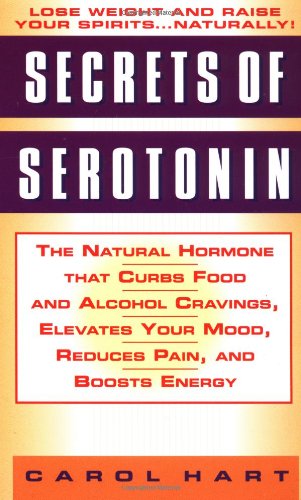 LOSE WEIGHT AND RAISE
YOUR SPIRITS...NATURALLY!
SECRETS OF
SEROTONIN
THE NATURAL HORMONE
THAT CURBS FOOD
AND ALCOHOL CRAVINGS,
ELEVATES YOUR MOOD,
REDUCES PAIN, AND
BOOSTS ENERGY
CAROL HART